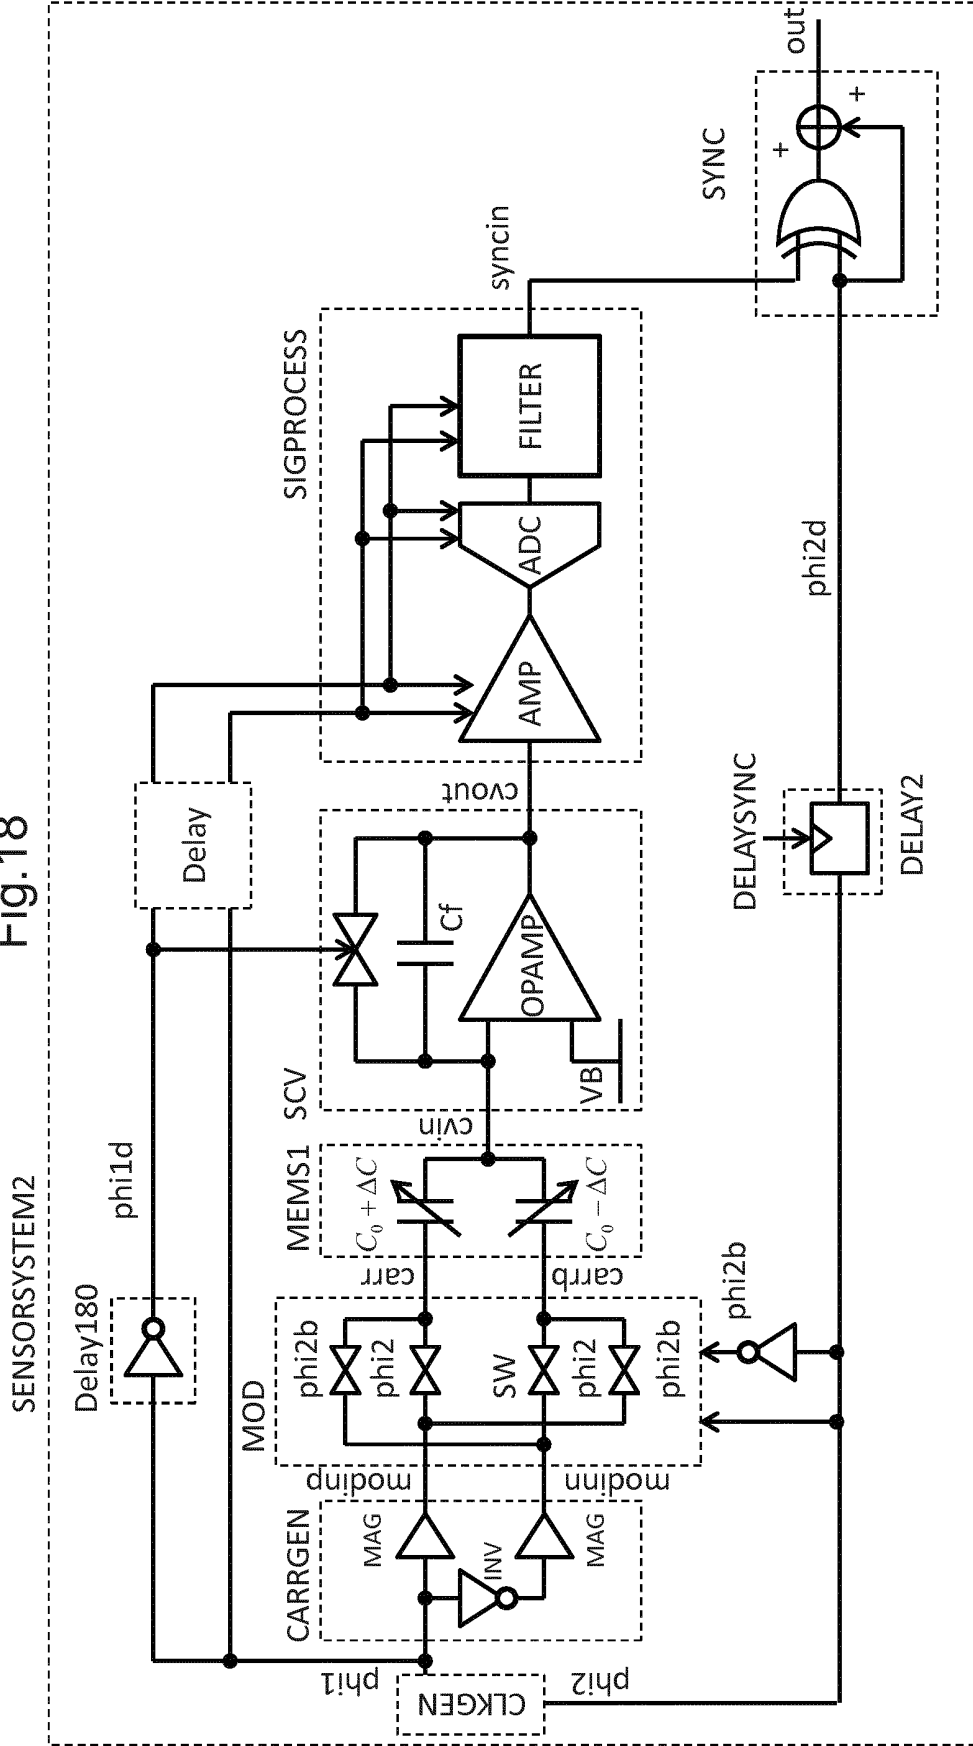 Fig.18
SENSORSYSTEM2
Delay180
phi1d
Delay
MOD
CARRGEN
MAG
INV
MAG
modinp
modinn
phi2b
phi2
SW
phi2
phi2b
carr
carrb
MEMS1
C₀ + ΔC
C₀ − ΔC
cvin
SCV
Cf
OPAMP
VB
cvout
SIGPROCESS
AMP
ADC
FILTER
syncin
SYNC
+
+
out
phi1
CLKGEN
phi2
phi2b
DELAYSYNC
DELAY2
phi2d